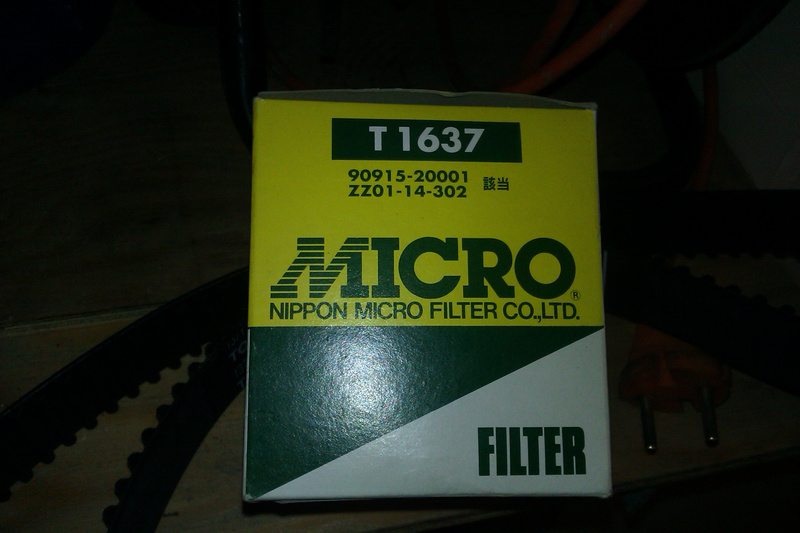 T 1637
90915-20001
ZZ01-14-302 該当
MICRO ®
NIPPON MICRO FILTER CO.,LTD.
FILTER